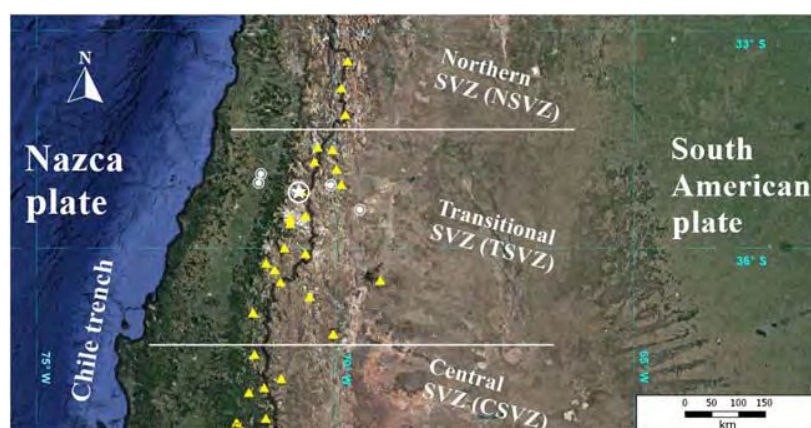 33° S
N
Northern
SVZ (NSVZ)
Nazca
plate
South
American
plate
Transitional
SVZ (TSVZ)
36° S
Chile trench
75° W
70° W
65° W
Central
SVZ (CSVZ)
0 50 100 150
km